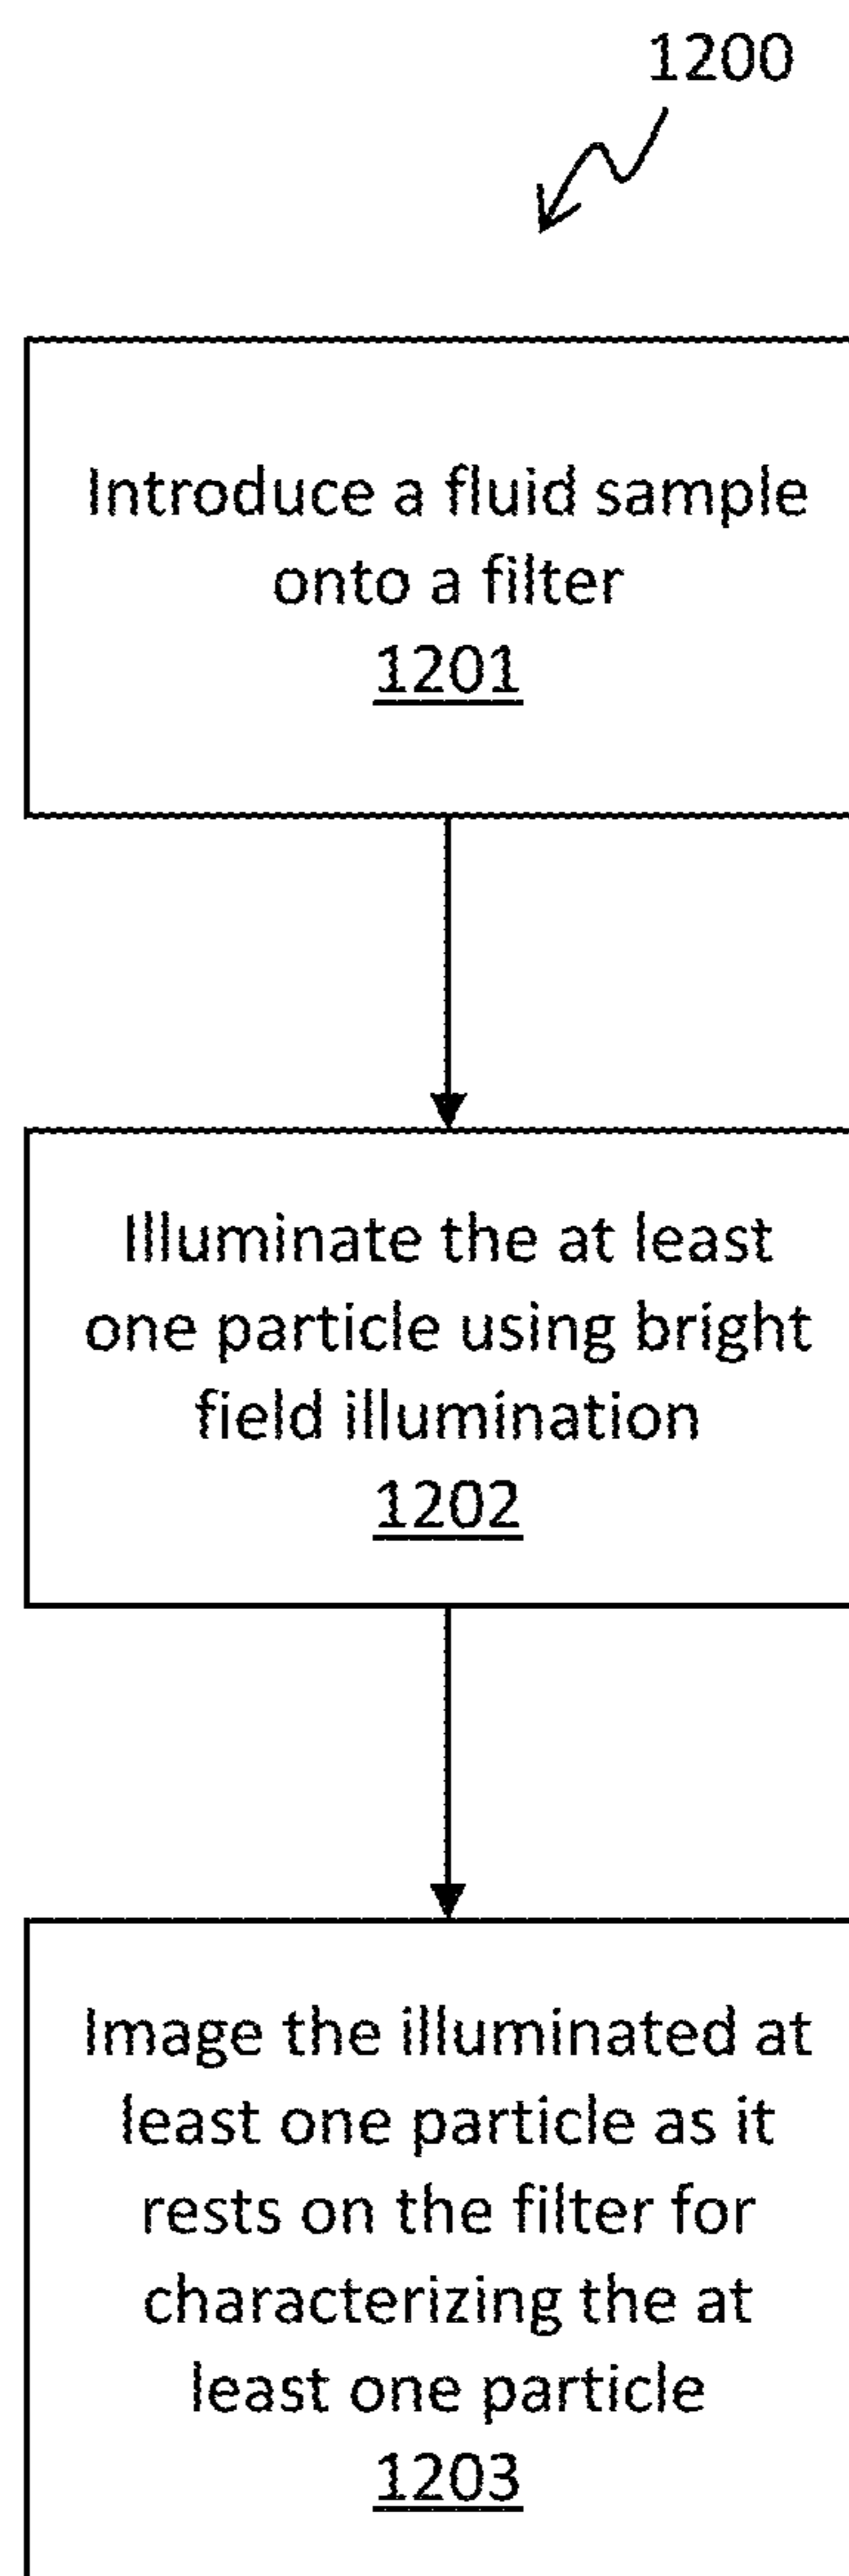 1200
Introduce a fluid sample
onto a filter
1201
Illuminate the at least
one particle using bright
field illumination
1202
Image the illuminated at
least one particle as it
rests on the filter for
characterizing the at
least one particle
1203